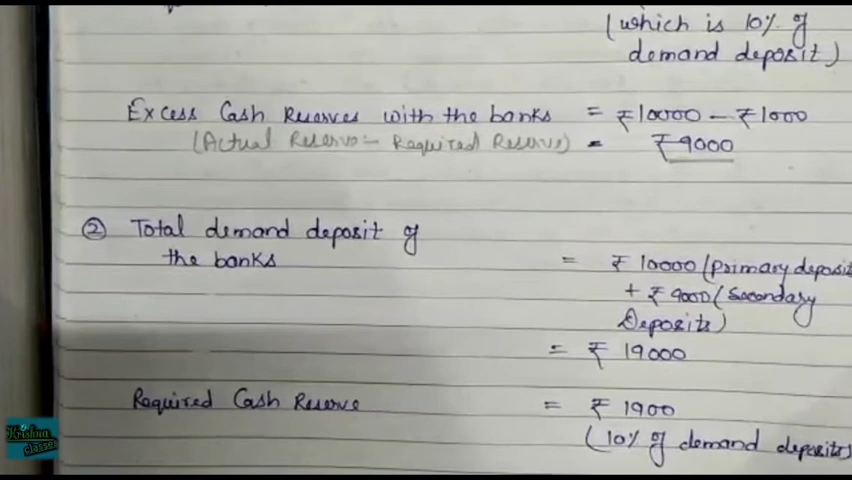 (which is 10% of
demand deposit)
Excess Cash Reserves with the banks = ₹10000 - ₹1000
(Actual Reserve - Required Reserve) = ₹9000
② Total demand deposit of
the banks = ₹10000 (Primary deposit
+ ₹9000 (Secondary
Deposits)
= ₹19000
Required Cash Reserve = ₹1900
(10% of demand deposits)
Krishna
classes